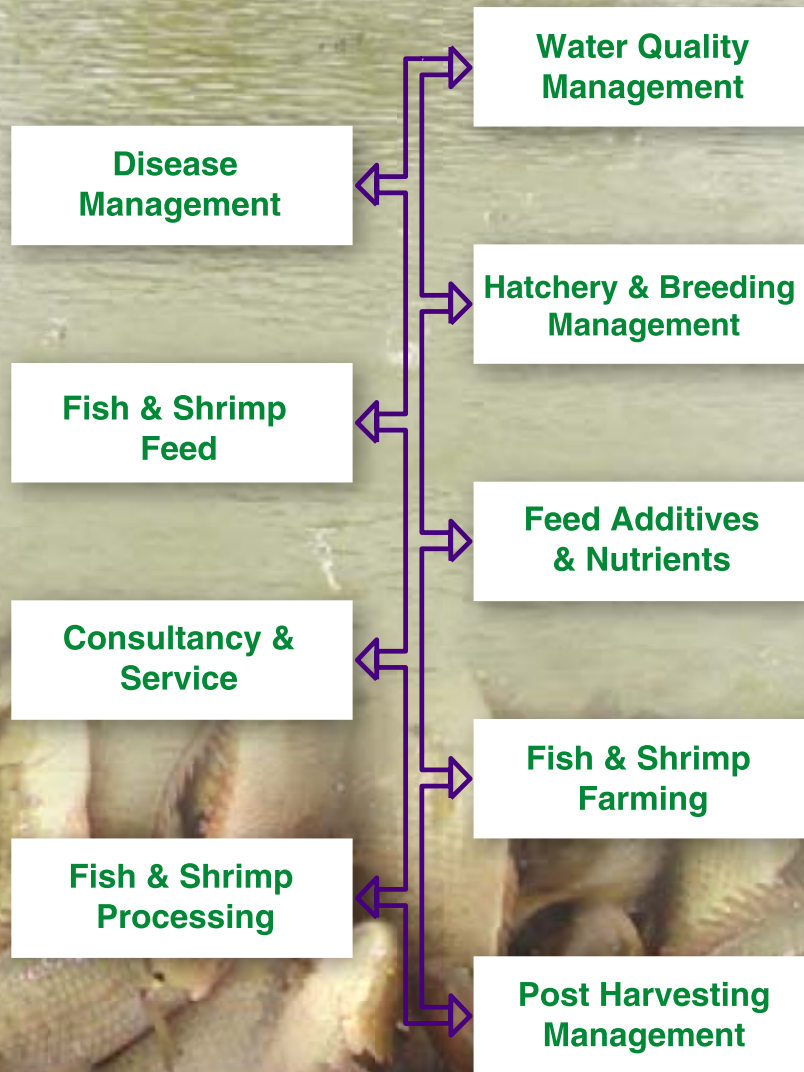 Water Quality
Management
Disease
Management
Hatchery & Breeding
Management
Fish & Shrimp
Feed
Feed Additives
& Nutrients
Consultancy &
Service
Fish & Shrimp
Farming
Fish & Shrimp
Processing
Post Harvesting
Management